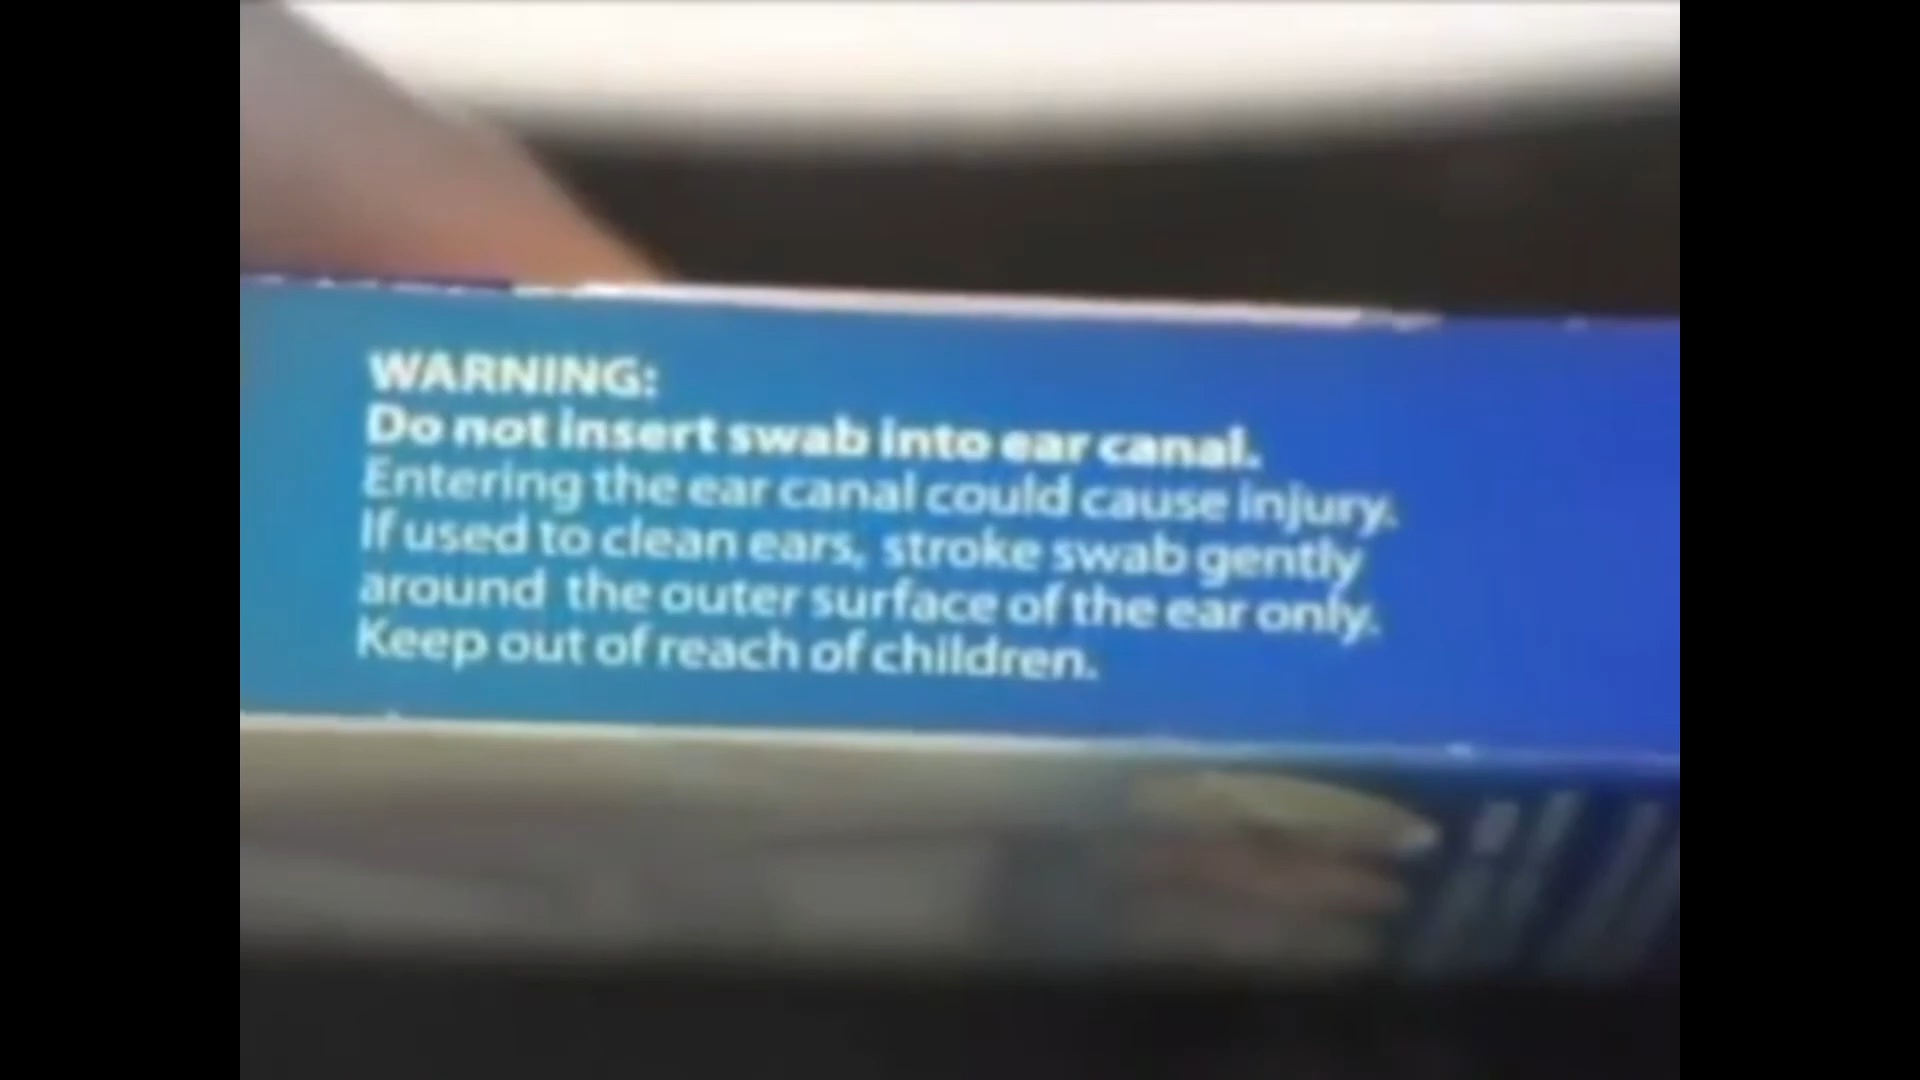 WARNING:
Do not insert swab into ear canal.
Entering the ear canal could cause injury.
If used to clean ears, stroke swab gently
around the outer surface of the ear only.
Keep out of reach of children.